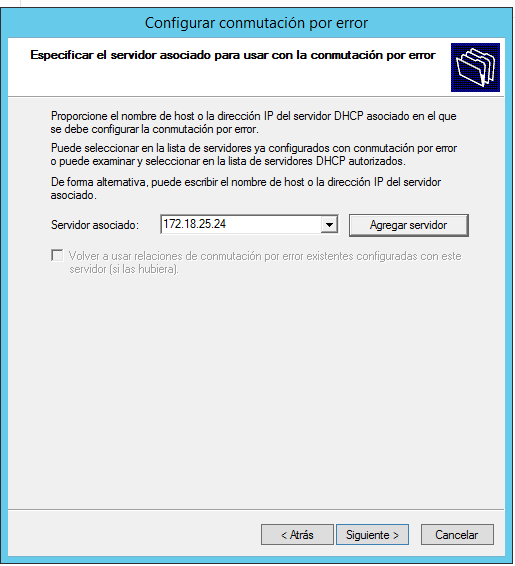 Configurar conmutación por error
Especificar el servidor asociado para usar con la conmutación por error
Proporcione el nombre de host o la dirección IP del servidor DHCP asociado en el que
se debe configurar la conmutación por error.
Puede seleccionar en la lista de servidores ya configurados con conmutación por error
o puede examinar y seleccionar en la lista de servidores DHCP autorizados.
De forma alternativa, puede escribir el nombre de host o la dirección IP del servidor
asociado.
Servidor asociado: 172.18.25.24 Agregar servidor
Volver a usar relaciones de conmutación por error existentes configuradas con este
servidor (si las hubiera).
< Atrás Siguiente > Cancelar